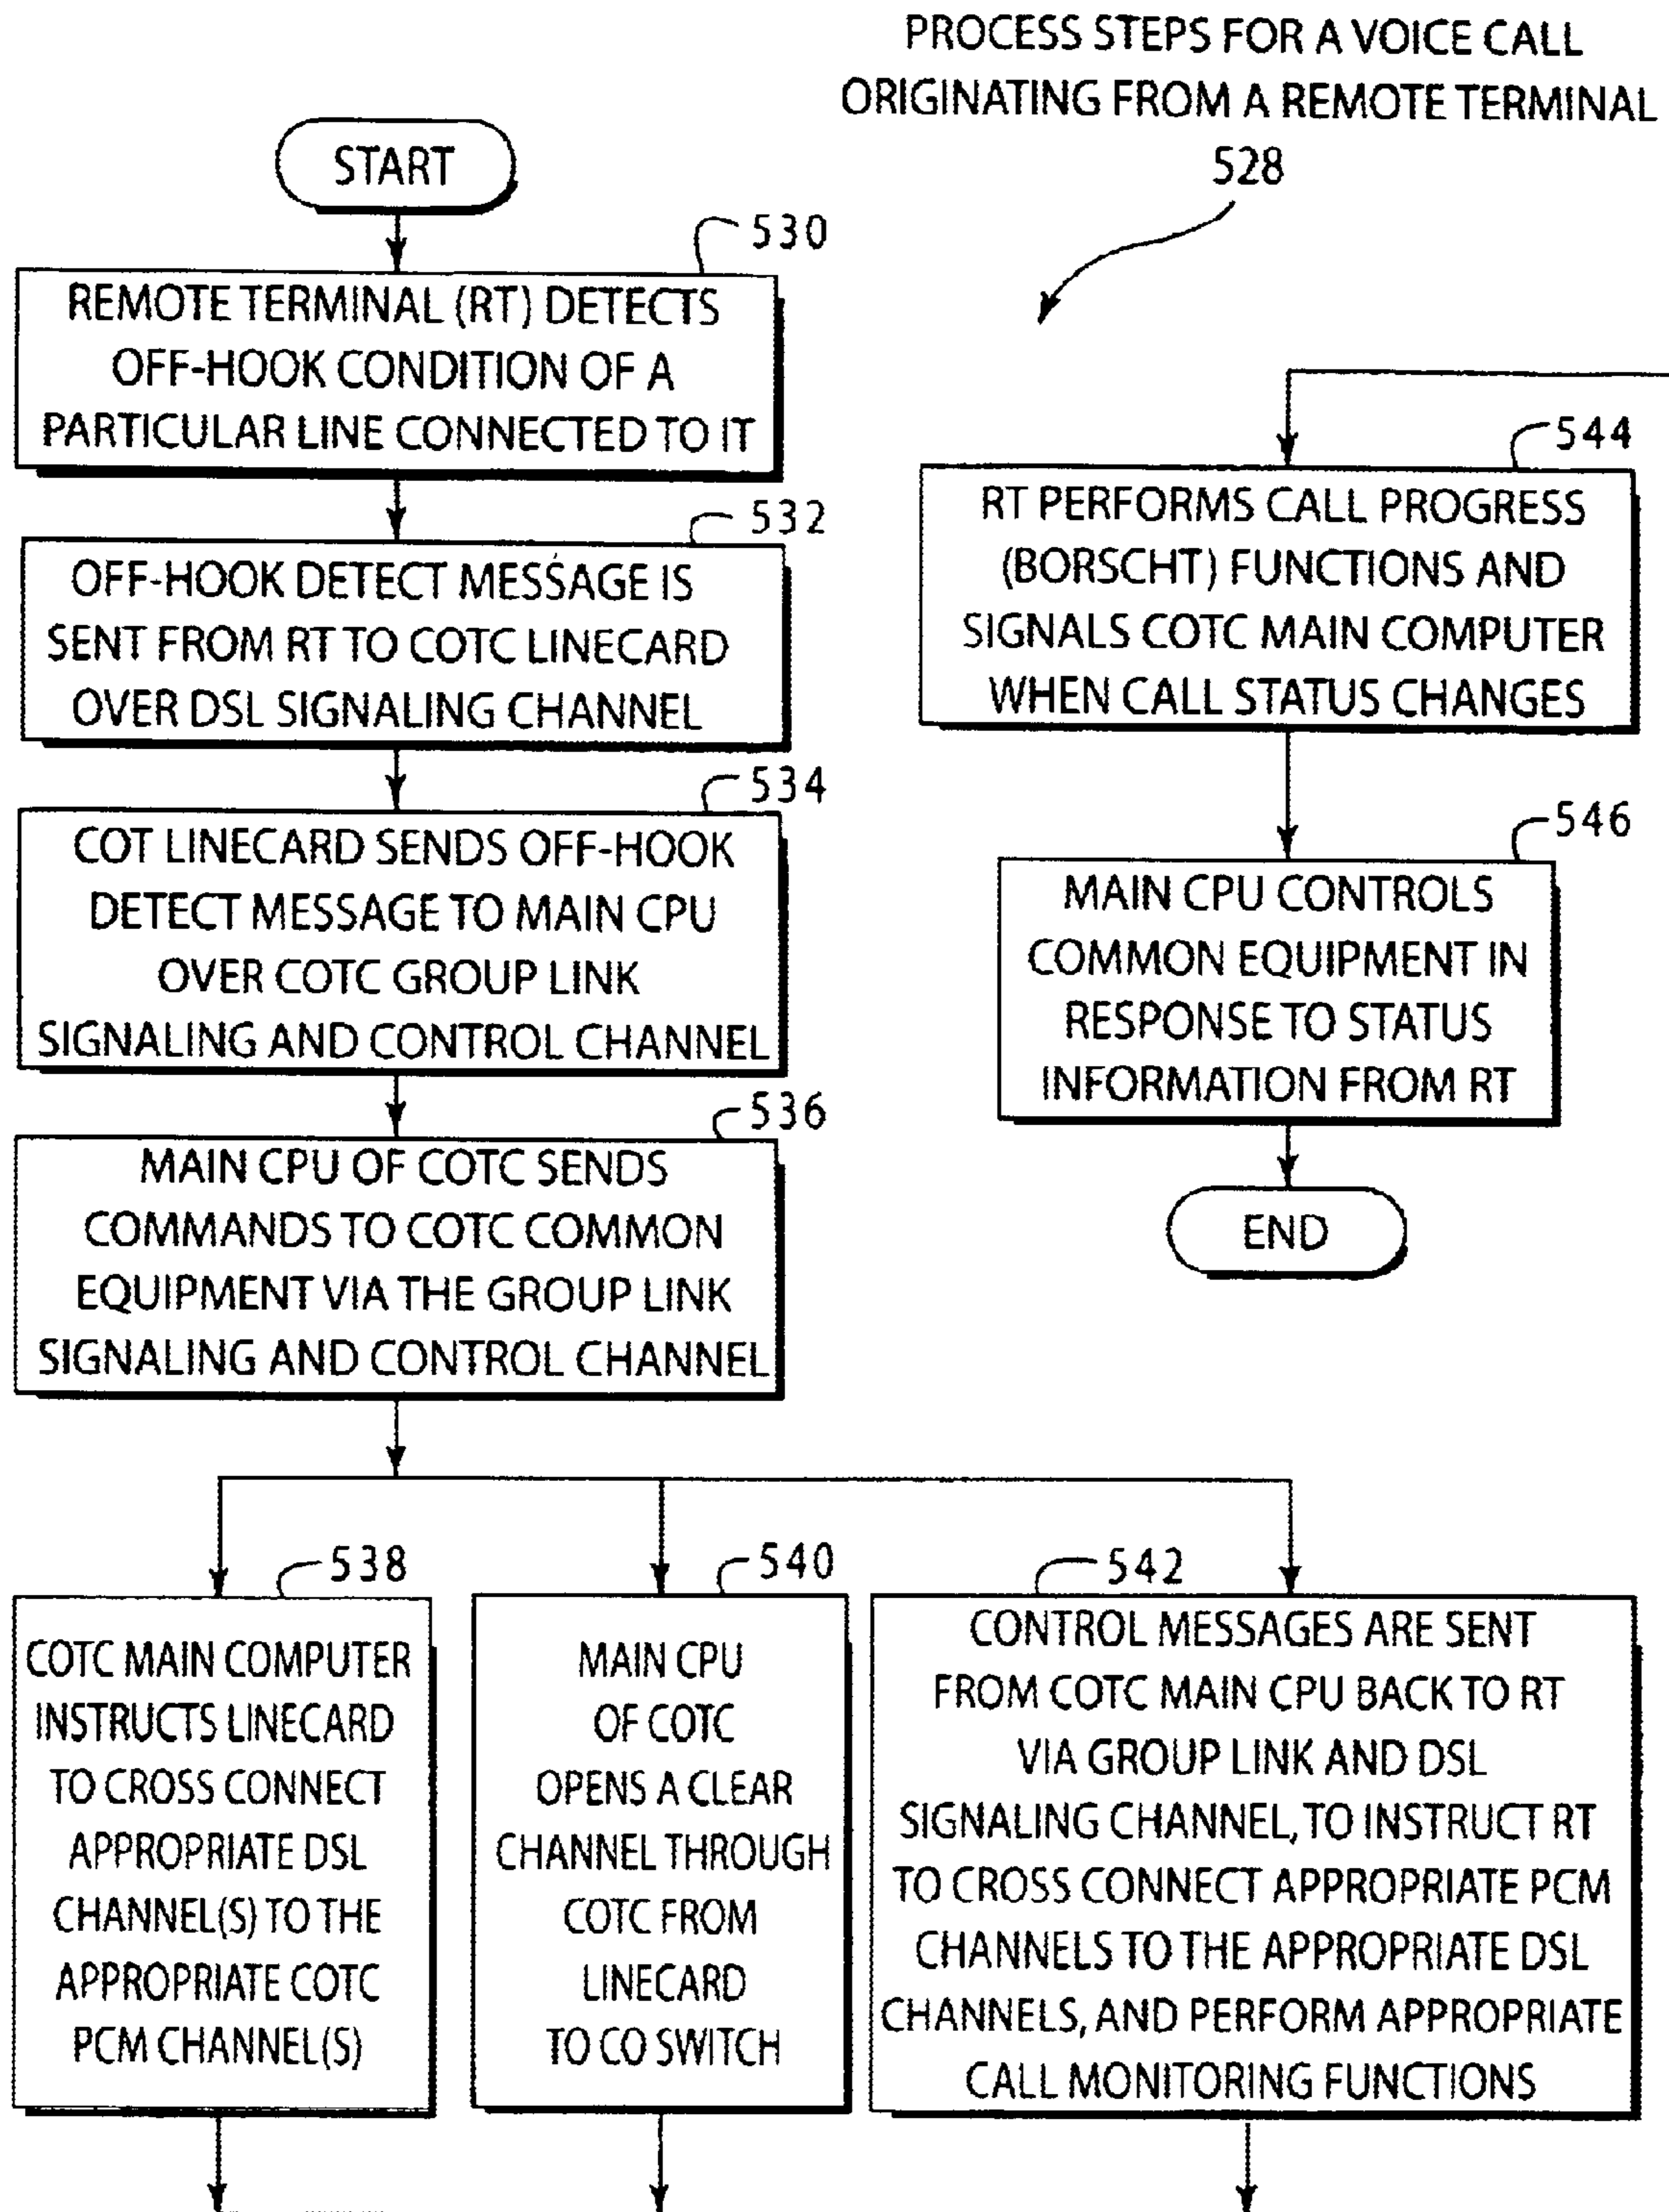 PROCESS STEPS FOR A VOICE CALL
ORIGINATING FROM A REMOTE TERMINAL
528
START
530
REMOTE TERMINAL (RT) DETECTS
OFF-HOOK CONDITION OF A
PARTICULAR LINE CONNECTED TO IT
532
OFF-HOOK DETECT MESSAGE IS
SENT FROM RT TO COTC LINECARD
OVER DSL SIGNALING CHANNEL
534
COT LINECARD SENDS OFF-HOOK
DETECT MESSAGE TO MAIN CPU
OVER COTC GROUP LINK
SIGNALING AND CONTROL CHANNEL
536
MAIN CPU OF COTC SENDS
COMMANDS TO COTC COMMON
EQUIPMENT VIA THE GROUP LINK
SIGNALING AND CONTROL CHANNEL
538
COTC MAIN COMPUTER
INSTRUCTS LINECARD
TO CROSS CONNECT
APPROPRIATE DSL
CHANNEL(S) TO THE
APPROPRIATE COTC
PCM CHANNEL(S)
540
MAIN CPU
OF COTC
OPENS A CLEAR
CHANNEL THROUGH
COTC FROM
LINECARD
TO CO SWITCH
542
CONTROL MESSAGES ARE SENT
FROM COTC MAIN CPU BACK TO RT
VIA GROUP LINK AND DSL
SIGNALING CHANNEL, TO INSTRUCT RT
TO CROSS CONNECT APPROPRIATE PCM
CHANNELS TO THE APPROPRIATE DSL
CHANNELS, AND PERFORM APPROPRIATE
CALL MONITORING FUNCTIONS
544
RT PERFORMS CALL PROGRESS
(BORSCHT) FUNCTIONS AND
SIGNALS COTC MAIN COMPUTER
WHEN CALL STATUS CHANGES
546
MAIN CPU CONTROLS
COMMON EQUIPMENT IN
RESPONSE TO STATUS
INFORMATION FROM RT
END